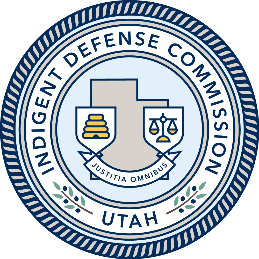 INDIGENT DEFENSE COMMISSION
JUSTITIA OMNIBUS
UTAH